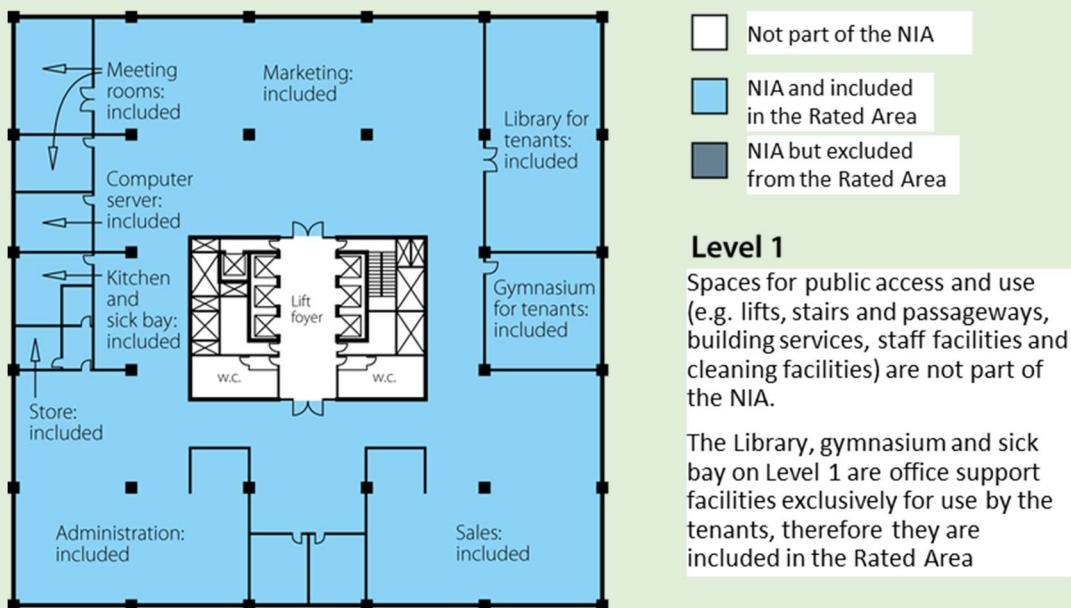 Meeting
rooms:
included
Marketing:
included
Library for
tenants:
included
Computer
server:
included
Kitchen
and
sick bay:
included
Lift
foyer
Gymnasium
for tenants:
included
w.c.
w.c.
Store:
included
Administration:
included
Sales:
included
Not part of the NIA
NIA and included
in the Rated Area
NIA but excluded
from the Rated Area
Level 1
Spaces for public access and use
(e.g. lifts, stairs and passageways,
building services, staff facilities and
cleaning facilities) are not part of
the NIA.
The Library, gymnasium and sick
bay on Level 1 are office support
facilities exclusively for use by the
tenants, therefore they are
included in the Rated Area